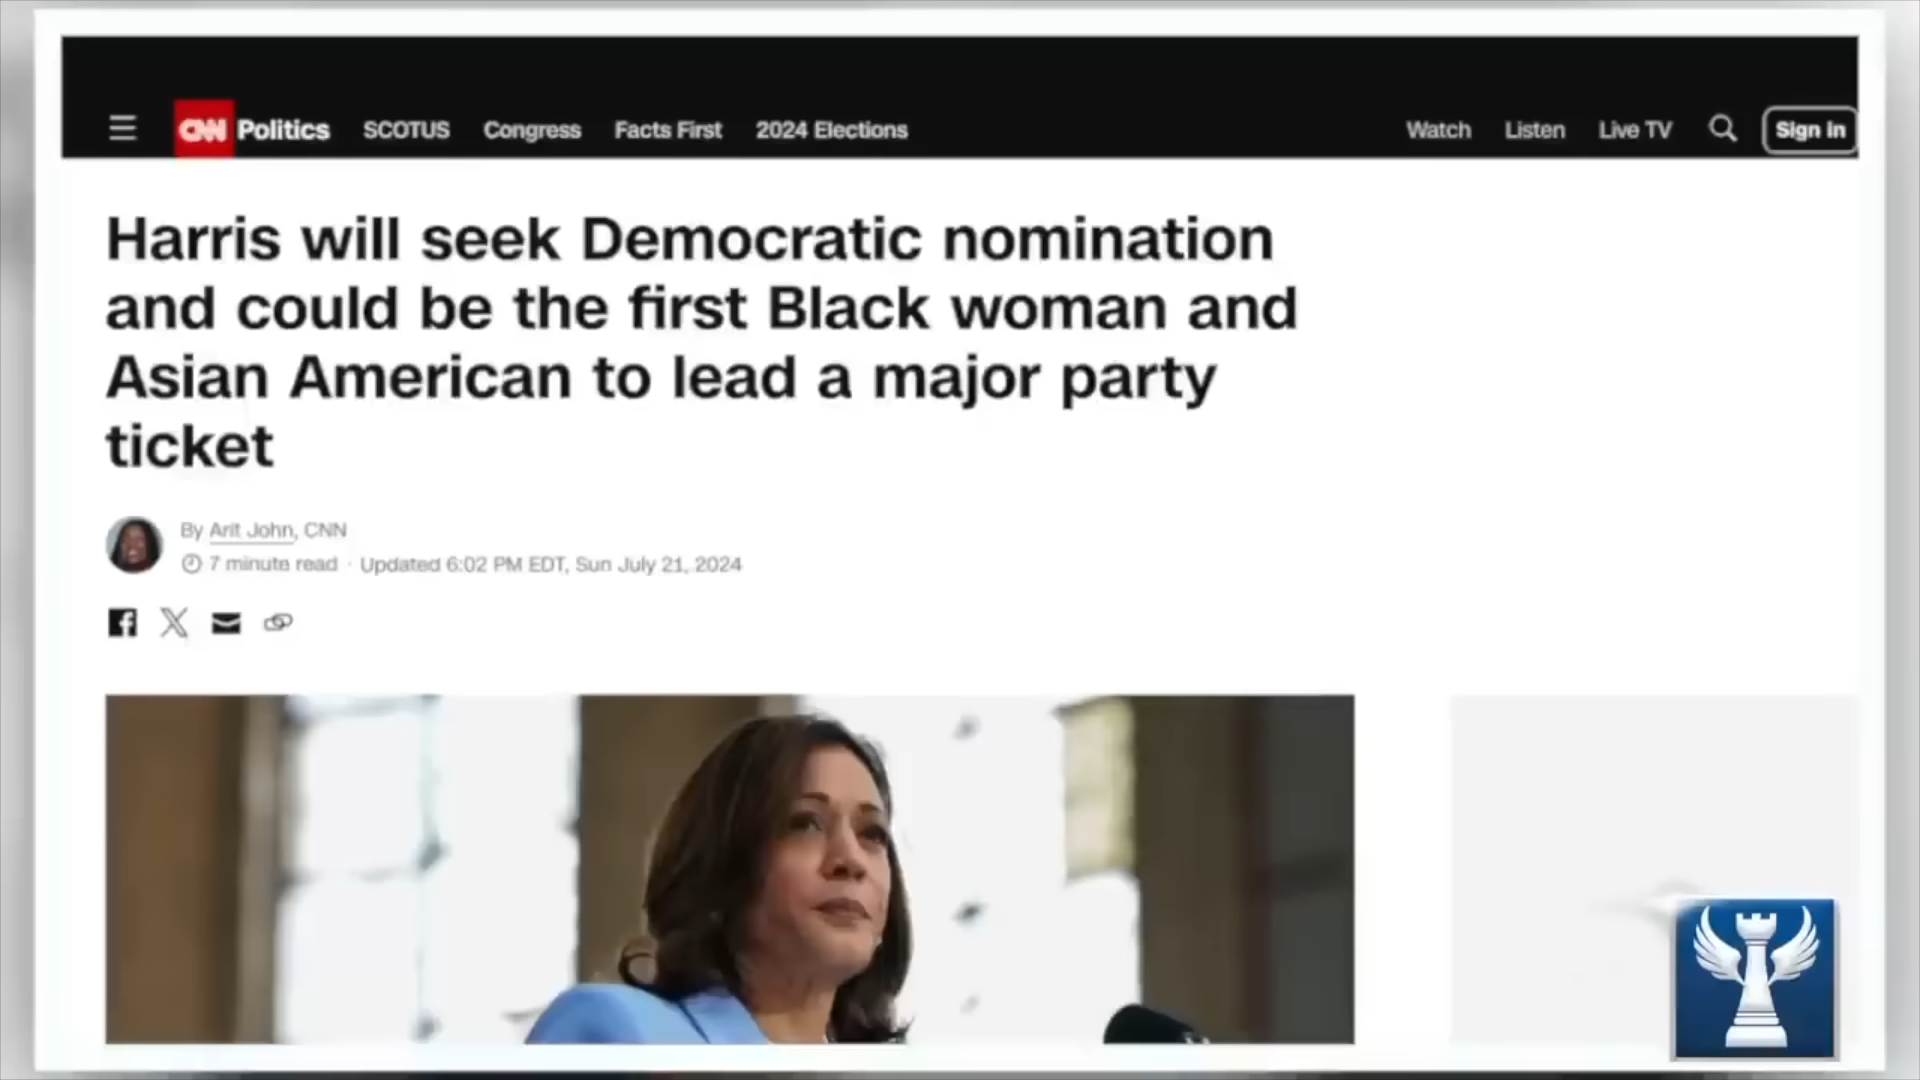 CNN Politics SCOTUS Congress Facts First 2024 Elections Watch Listen Live TV Sign in
Harris will seek Democratic nomination
and could be the first Black woman and
Asian American to lead a major party
ticket
By Arit John, CNN
7 minute read · Updated 6:02 PM EDT, Sun July 21, 2024